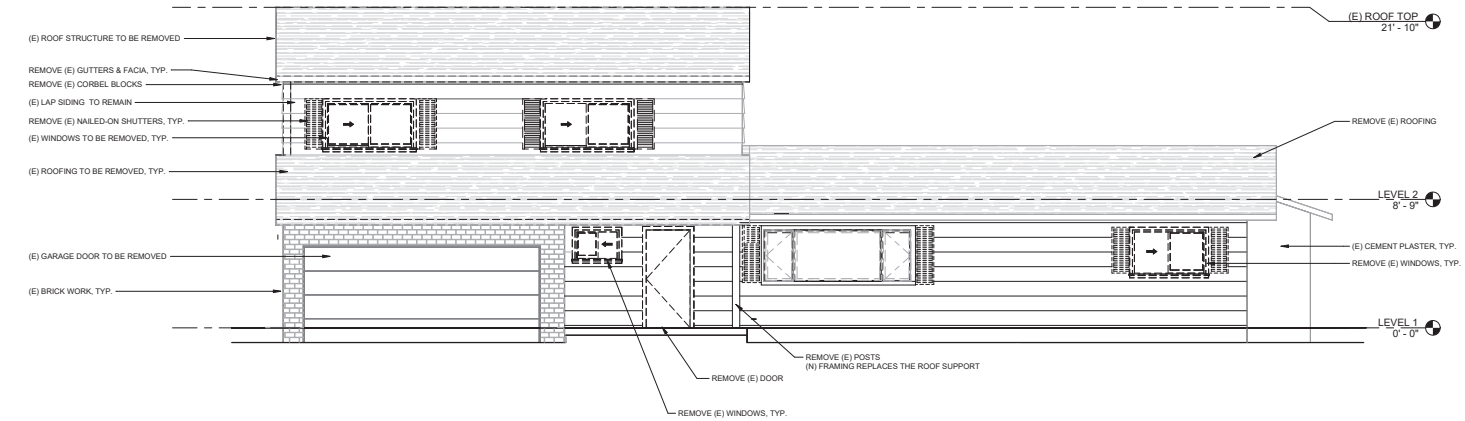 (E) ROOF TOP
21' - 10"
(E) ROOF STRUCTURE TO BE REMOVED
REMOVE (E) GUTTERS & FACIA, TYP.
REMOVE (E) CORBEL BLOCKS
(E) LAP SIDING TO REMAIN
REMOVE (E) NAILED-ON SHUTTERS, TYP.
(E) WINDOWS TO BE REMOVED, TYP.
(E) ROOFING TO BE REMOVED, TYP.
(E) GARAGE DOOR TO BE REMOVED
(E) BRICK WORK, TYP.
REMOVE (E) ROOFING
LEVEL 2
8' - 9"
(E) CEMENT PLASTER, TYP.
REMOVE (E) WINDOWS, TYP.
LEVEL 1
0' - 0"
REMOVE (E) POSTS
(N) FRAMING REPLACES THE ROOF SUPPORT
REMOVE (E) DOOR
REMOVE (E) WINDOWS, TYP.